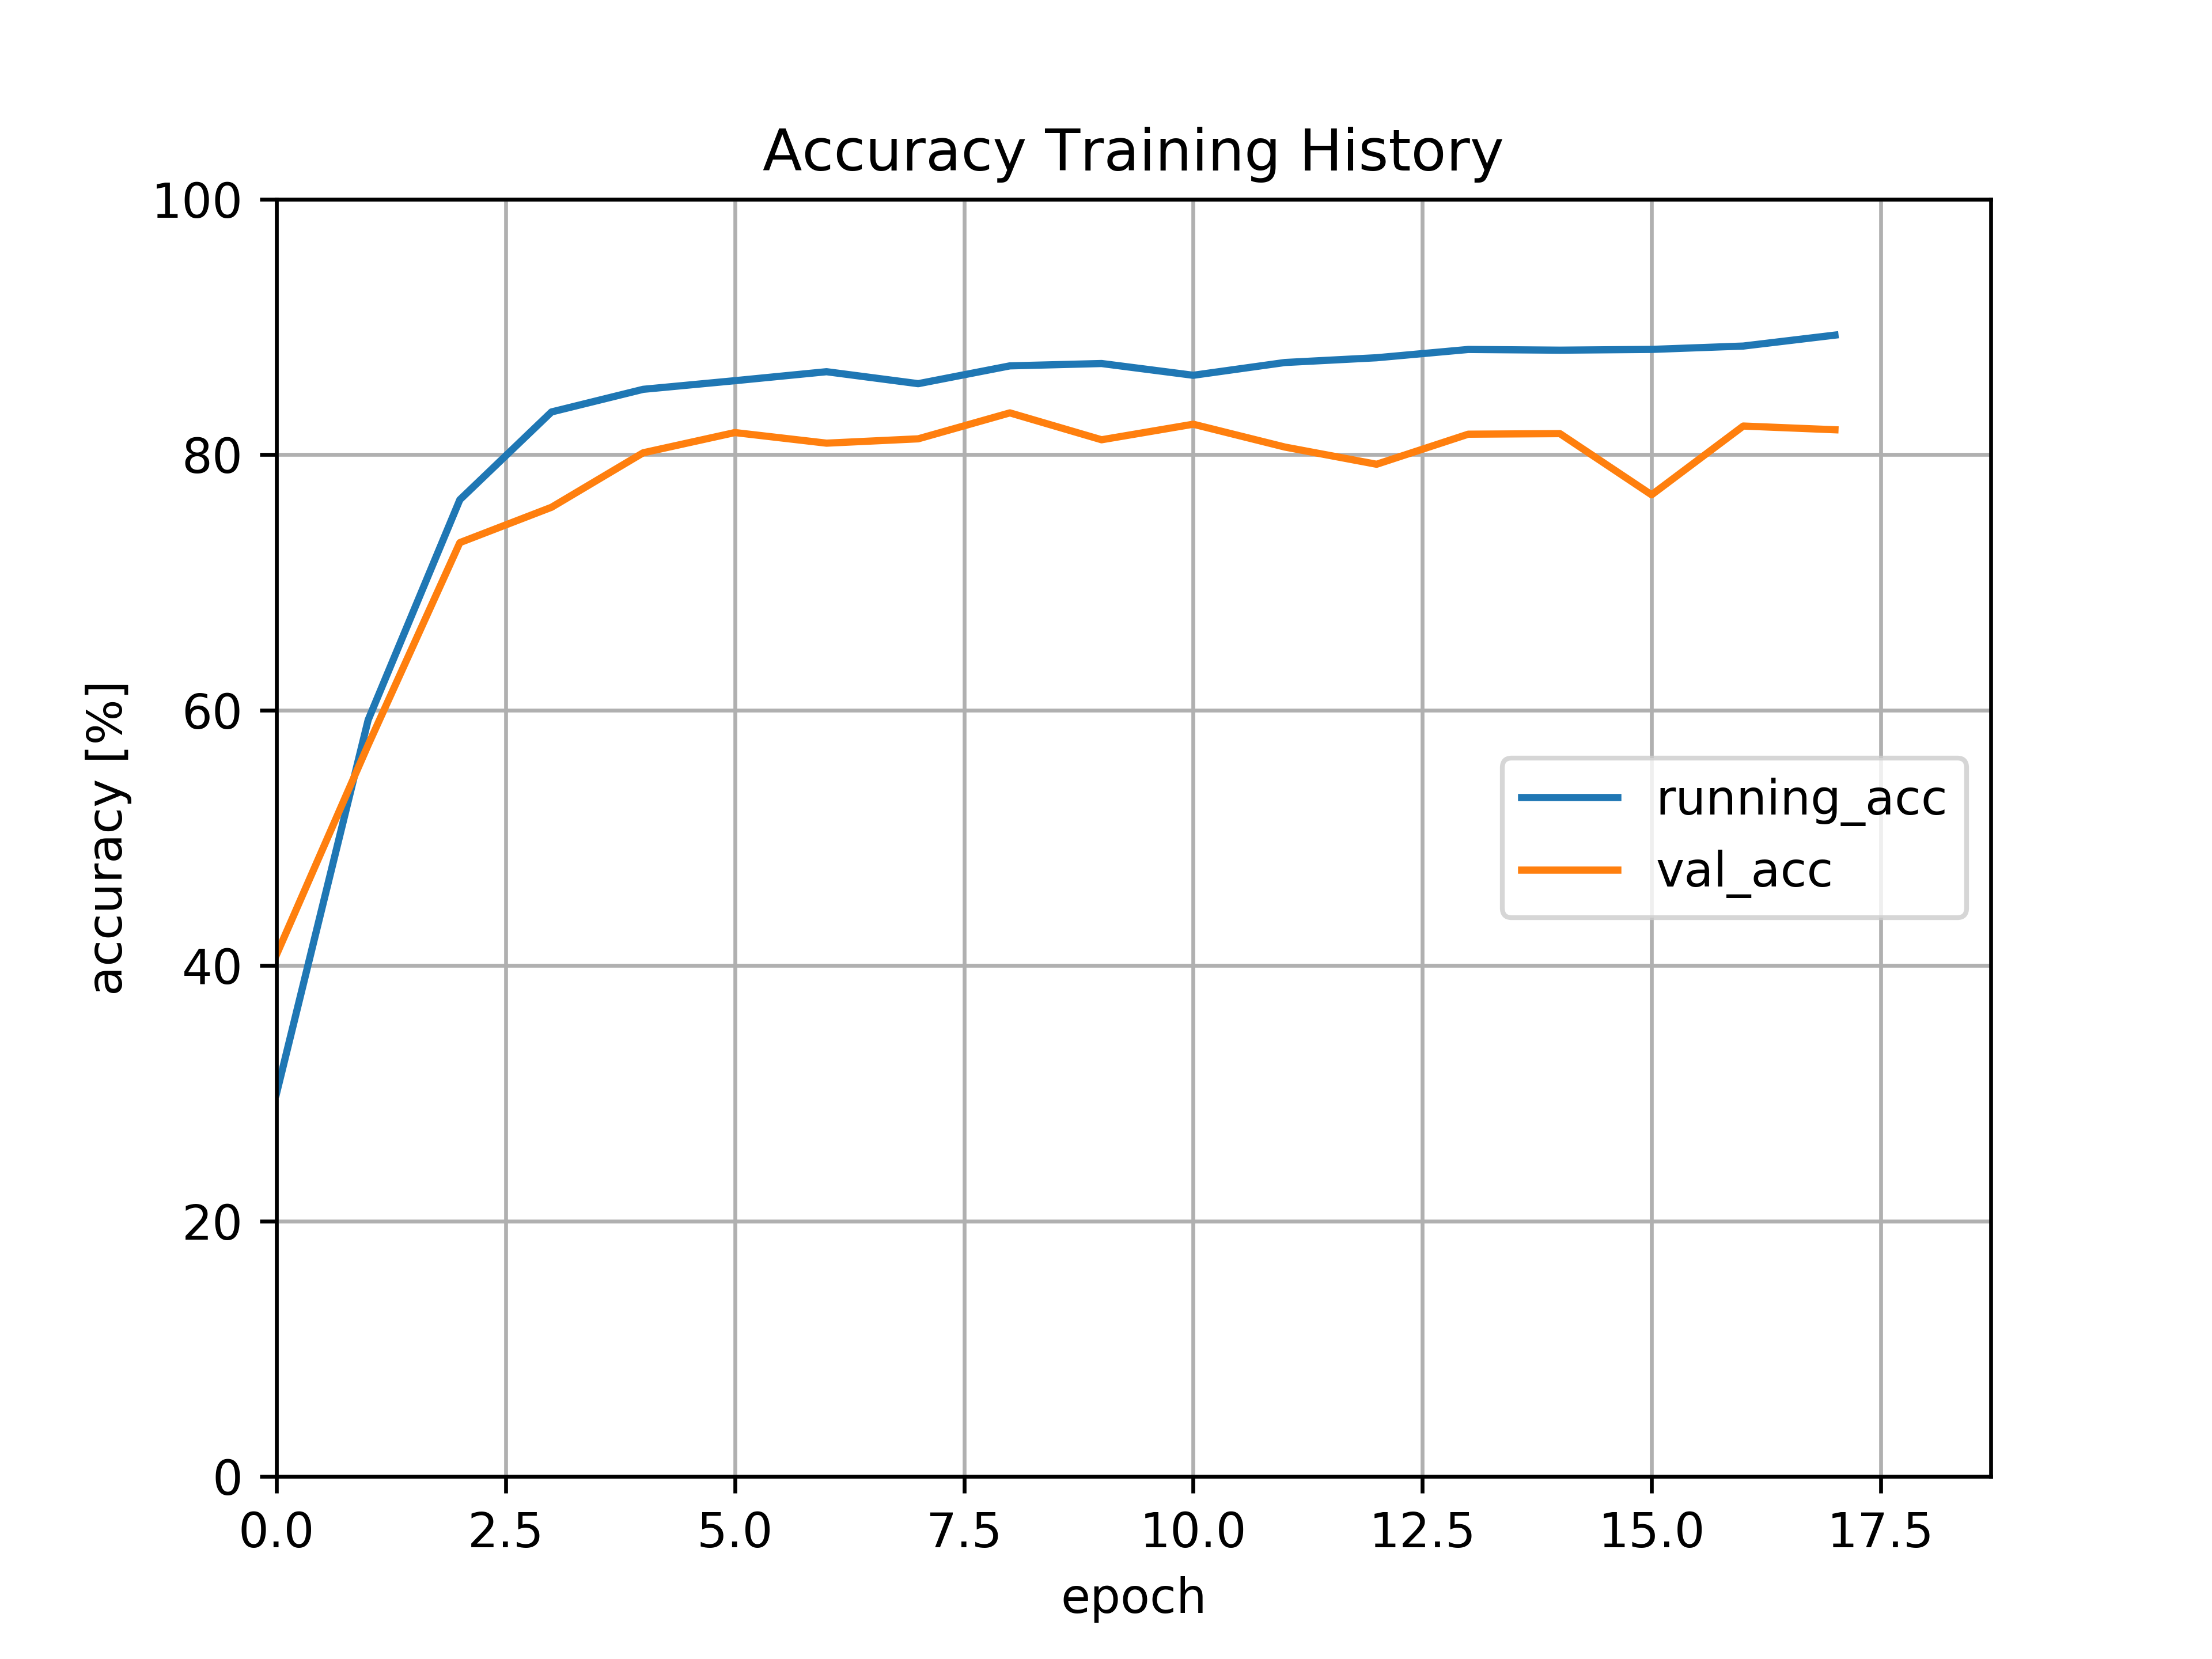 Accuracy Training History
100
80
60
40
20
0
accuracy [%]
running_acc
val_acc
0.0 2.5 5.0 7.5 10.0 12.5 15.0 17.5
epoch